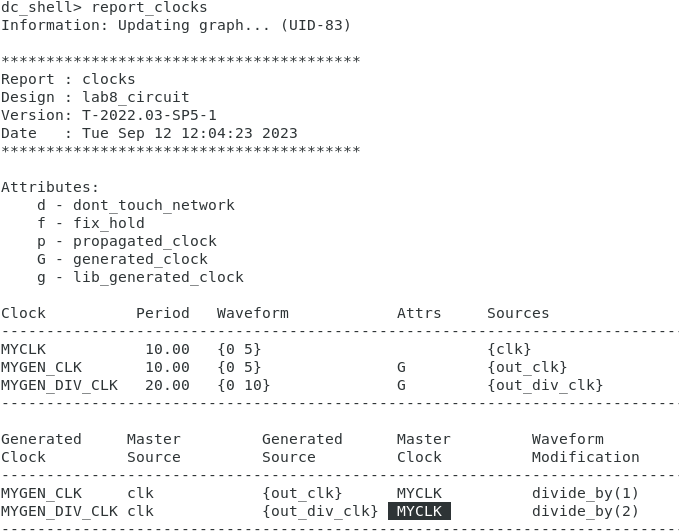 dc_shell> report_clocks
Information: Updating graph... (UID-83)
****************************************
Report : clocks
Design : lab8_circuit
Version: T-2022.03-SP5-1
Date   : Tue Sep 12 12:04:23 2023
****************************************
Attributes:
    d - dont_touch_network
    f - fix_hold
    p - propagated_clock
    G - generated_clock
    g - lib_generated_clock
Clock          Period   Waveform            Attrs     Sources
--------------------------------------------------------------------------------
MYCLK           10.00   {0 5}                         {clk}
MYGEN_CLK       10.00   {0 5}               G         {out_clk}
MYGEN_DIV_CLK   20.00   {0 10}              G         {out_div_clk}
--------------------------------------------------------------------------------
Generated     Master         Generated      Master         Waveform
Clock         Source         Source         Clock          Modification
--------------------------------------------------------------------------------
MYGEN_CLK     clk            {out_clk}      MYCLK          divide_by(1)
MYGEN_DIV_CLK clk            {out_div_clk}  MYCLK          divide_by(2)
--------------------------------------------------------------------------------